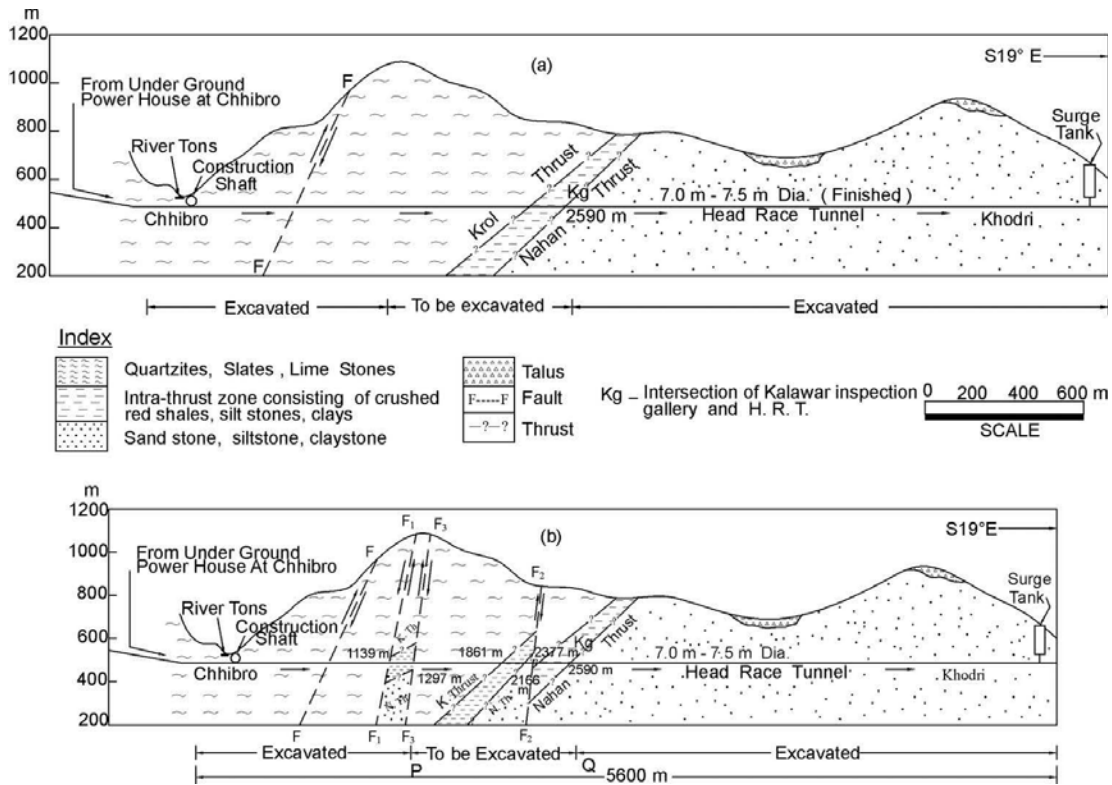 m
1200
1000
800
600
400
200
(a)
S19° E
From Under Ground
Power House at Chhibro
River Tons
Construction
Shaft
Chhibro
F
F
Thrust
Thrust
Krol
Nahan
Kg
2590 m
7.0 m - 7.5 m Dia. ( Finished )
Head Race Tunnel
Khodri
Surge
Tank
Excavated
To be excavated
Excavated
Index
Quartzites, Slates , Lime Stones
Intra-thrust zone consisting of crushed
red shales, silt stones, clays
Sand stone, siltstone, claystone
Talus
F-----F Fault
—?—? Thrust
Kg – Intersection of Kalawar inspection
gallery and H. R. T.
0 200 400 600 m
SCALE
m
1200
1000
800
600
400
200
(b)
S19°E
From Under Ground
Power House At Chhibro
River Tons
Construction
Shaft
Chhibro
F
F1
F3
F2
K. Th.
1139 m
1297 m
1861 m
2377 m
2166
m
2590 m
Kg
K. Thrust
N. Th.
Nahan
Thrust
7.0 m - 7.5 m Dia.
Head Race Tunnel
Khodri
Surge
Tank
F
F1
F3
F2
Excavated
To be Excavated
Excavated
P
Q
5600 m